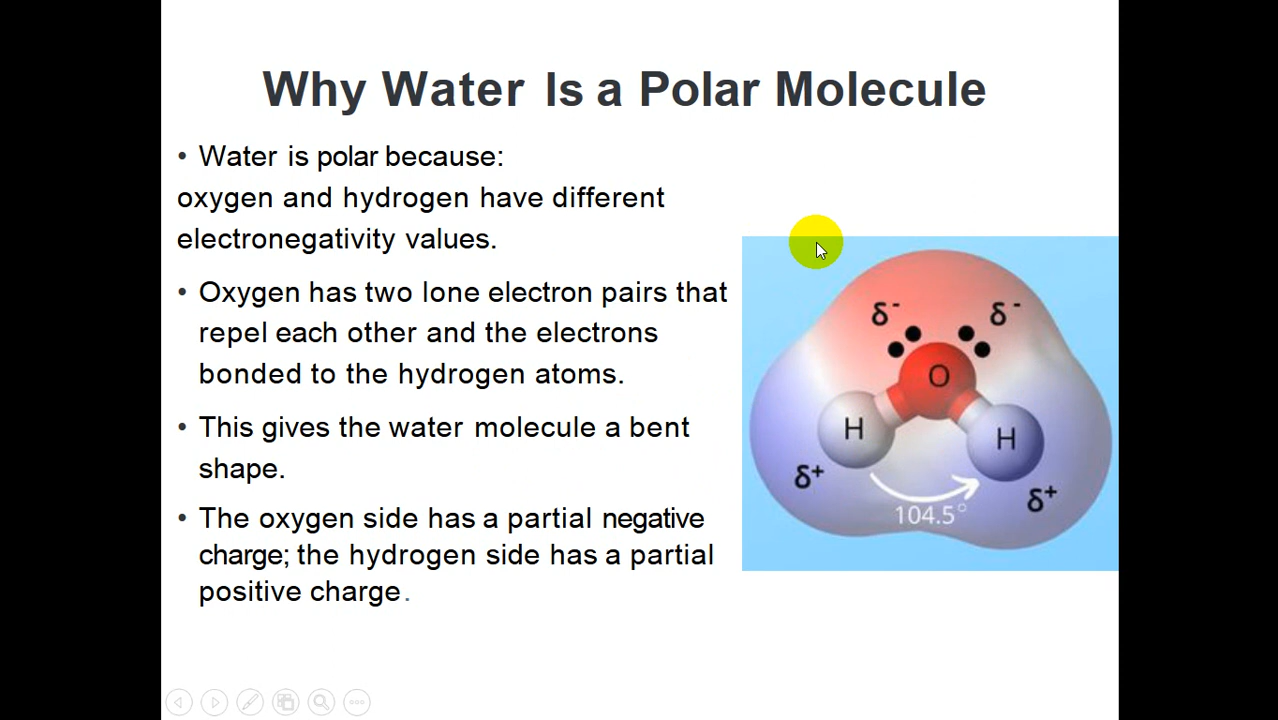 Why Water Is a Polar Molecule
• Water is polar because:
oxygen and hydrogen have different
electronegativity values.
• Oxygen has two lone electron pairs that
repel each other and the electrons
bonded to the hydrogen atoms.
• This gives the water molecule a bent
shape.
• The oxygen side has a partial negative
charge; the hydrogen side has a partial
positive charge.
δ- δ-
O
H H
δ+ δ+
104.5°